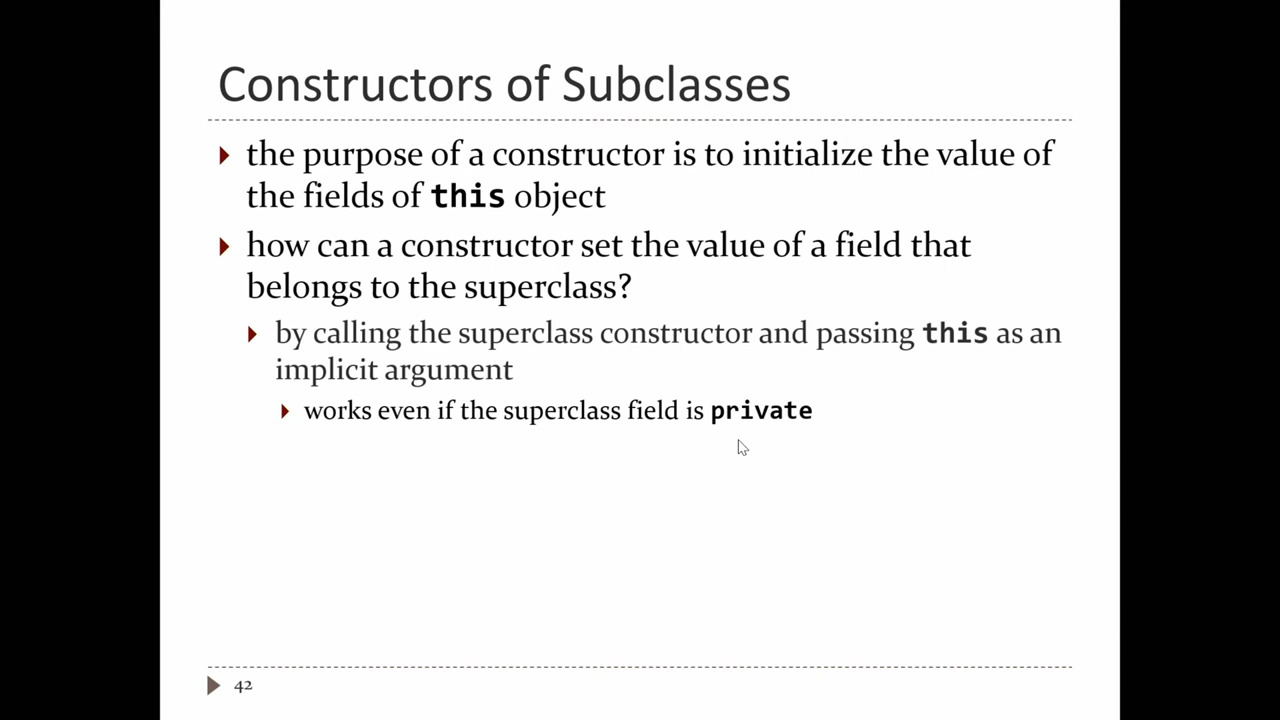 Constructors of Subclasses
the purpose of a constructor is to initialize the value of
the fields of this object
how can a constructor set the value of a field that
belongs to the superclass?
by calling the superclass constructor and passing this as an
implicit argument
works even if the superclass field is private
42